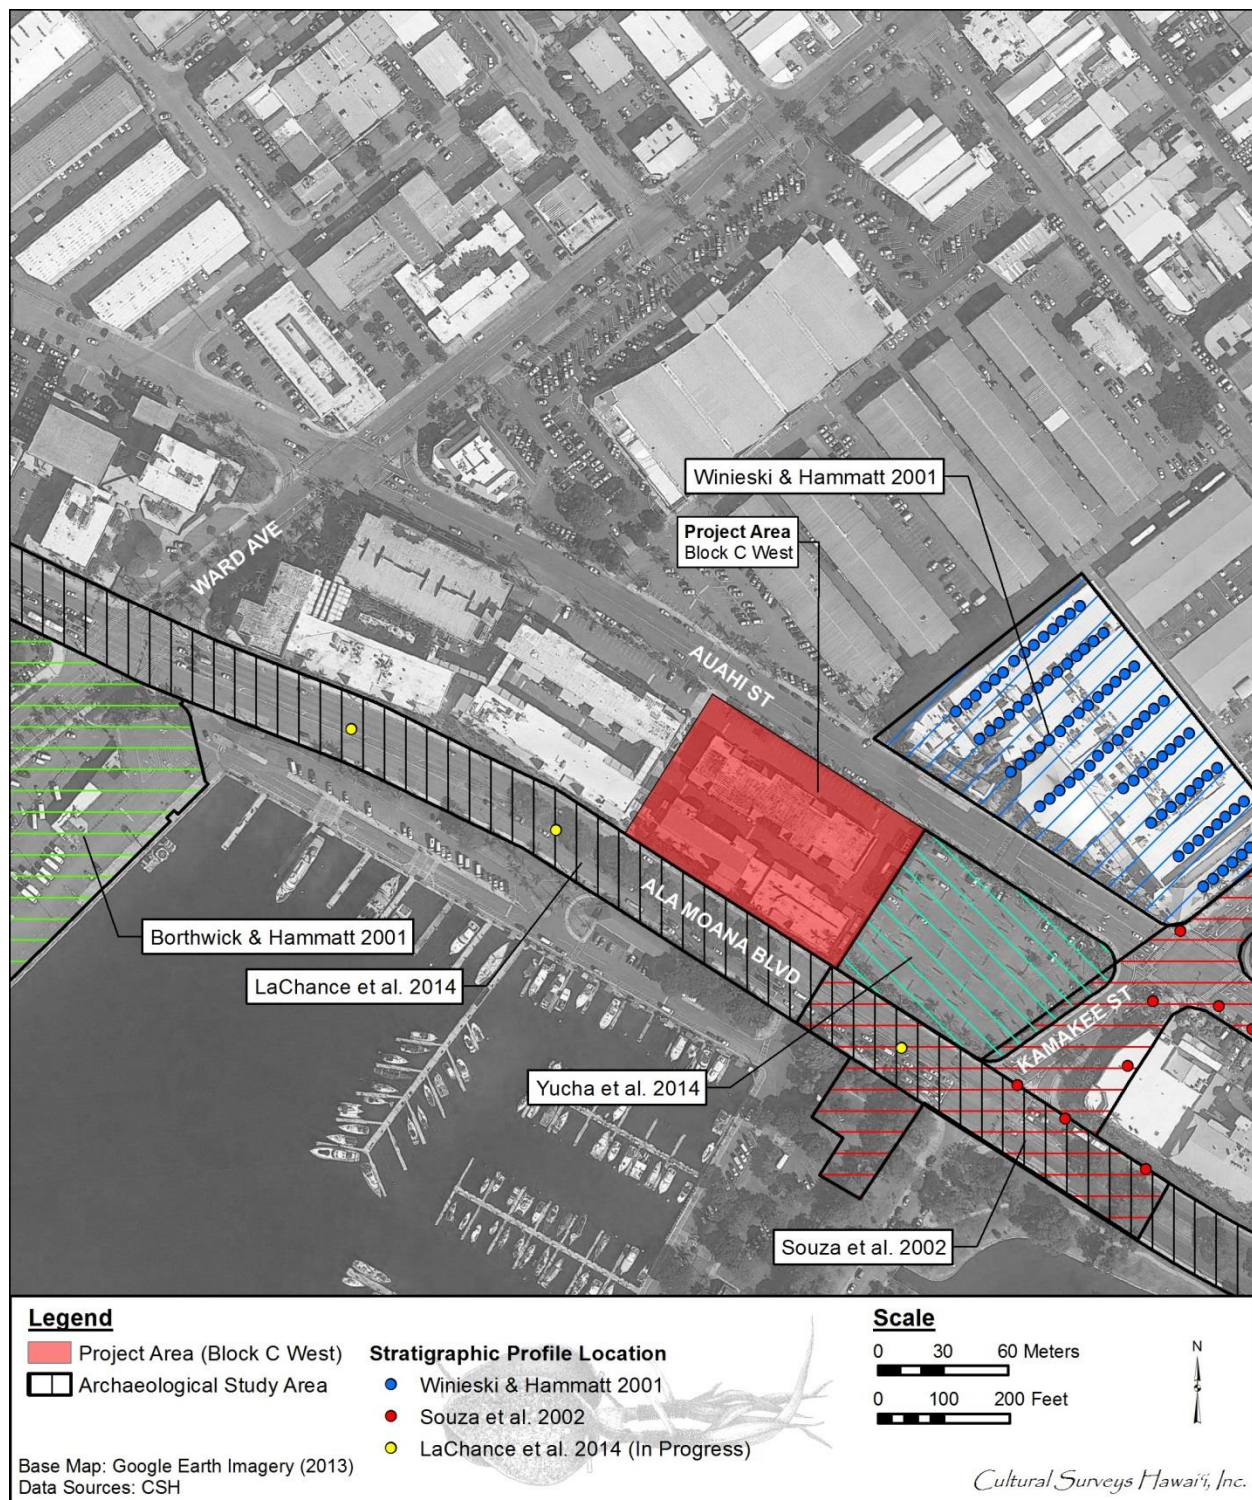 Winieski & Hammatt 2001
Project Area
Block C West
WARD AVE
AUAHI ST
ALA MOANA BLVD
KAMAKEE ST
Borthwick & Hammatt 2001
LaChance et al. 2014
Yucha et al. 2014
Souza et al. 2002
Legend
Project Area (Block C West)
Archaeological Study Area
Stratigraphic Profile Location
Winieski & Hammatt 2001
Souza et al. 2002
LaChance et al. 2014 (In Progress)
Scale
0 30 60 Meters
0 100 200 Feet
N
Base Map: Google Earth Imagery (2013)
Data Sources: CSH
Cultural Surveys Hawai‘i, Inc.